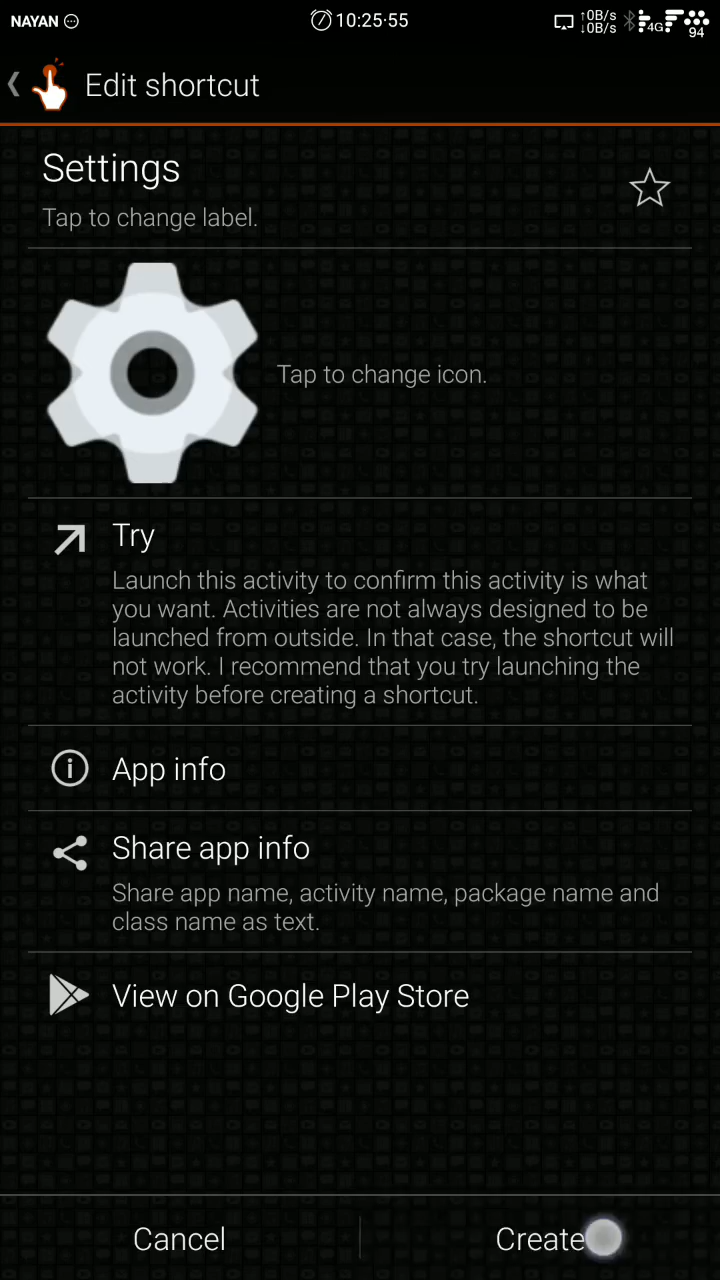 NAYAN
10:25-55
↑0B/s
↓0B/s
4G
94
Edit shortcut
Settings
Tap to change label.
Tap to change icon.
Try
Launch this activity to confirm this activity is what
you want. Activities are not always designed to be
launched from outside. In that case, the shortcut will
not work. I recommend that you try launching the
activity before creating a shortcut.
App info
Share app info
Share app name, activity name, package name and
class name as text.
View on Google Play Store
Cancel
Create